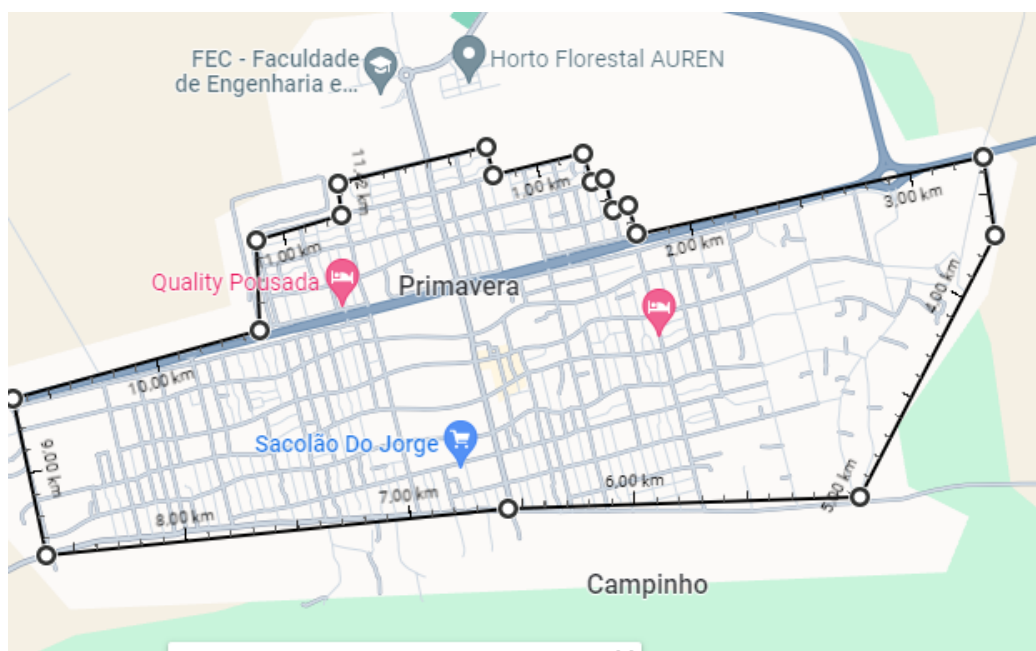 FEC - Faculdade
de Engenharia e...
Horto Florestal AUREN
11,12 km
1,00 km
3,00 km
2,00 km
11,00 km
Quality Pousada
Primavera
4,00 km
10,00 km
Sacolão Do Jorge
9,00 km
6,00 km
7,00 km
5,00 km
8,00 km
Campinho